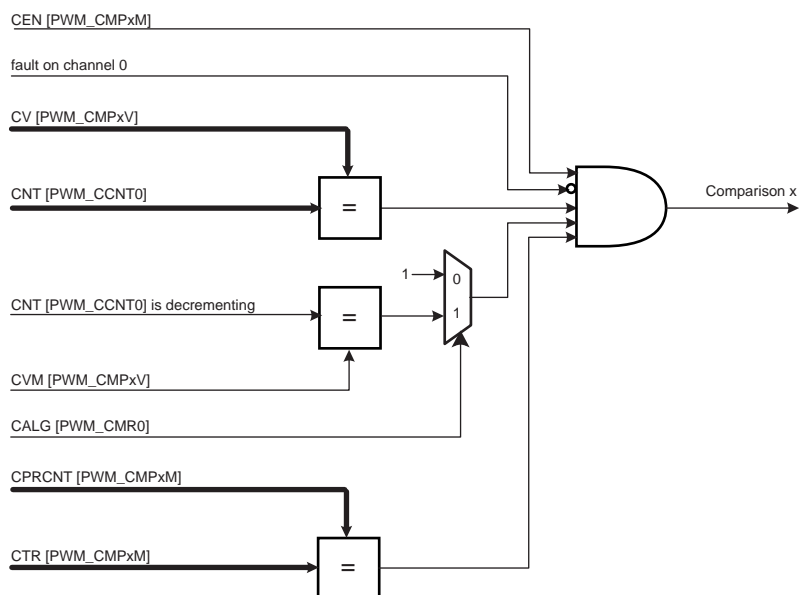 CEN [PWM_CMPxM]
fault on channel 0
CV [PWM_CMPxV]
CNT [PWM_CCNT0]
=
Comparison x
1
0
CNT [PWM_CCNT0] is decrementing
=
1
CVM [PWM_CMPxV]
CALG [PWM_CMR0]
CPRCNT [PWM_CMPxM]
CTR [PWM_CMPxM]
=